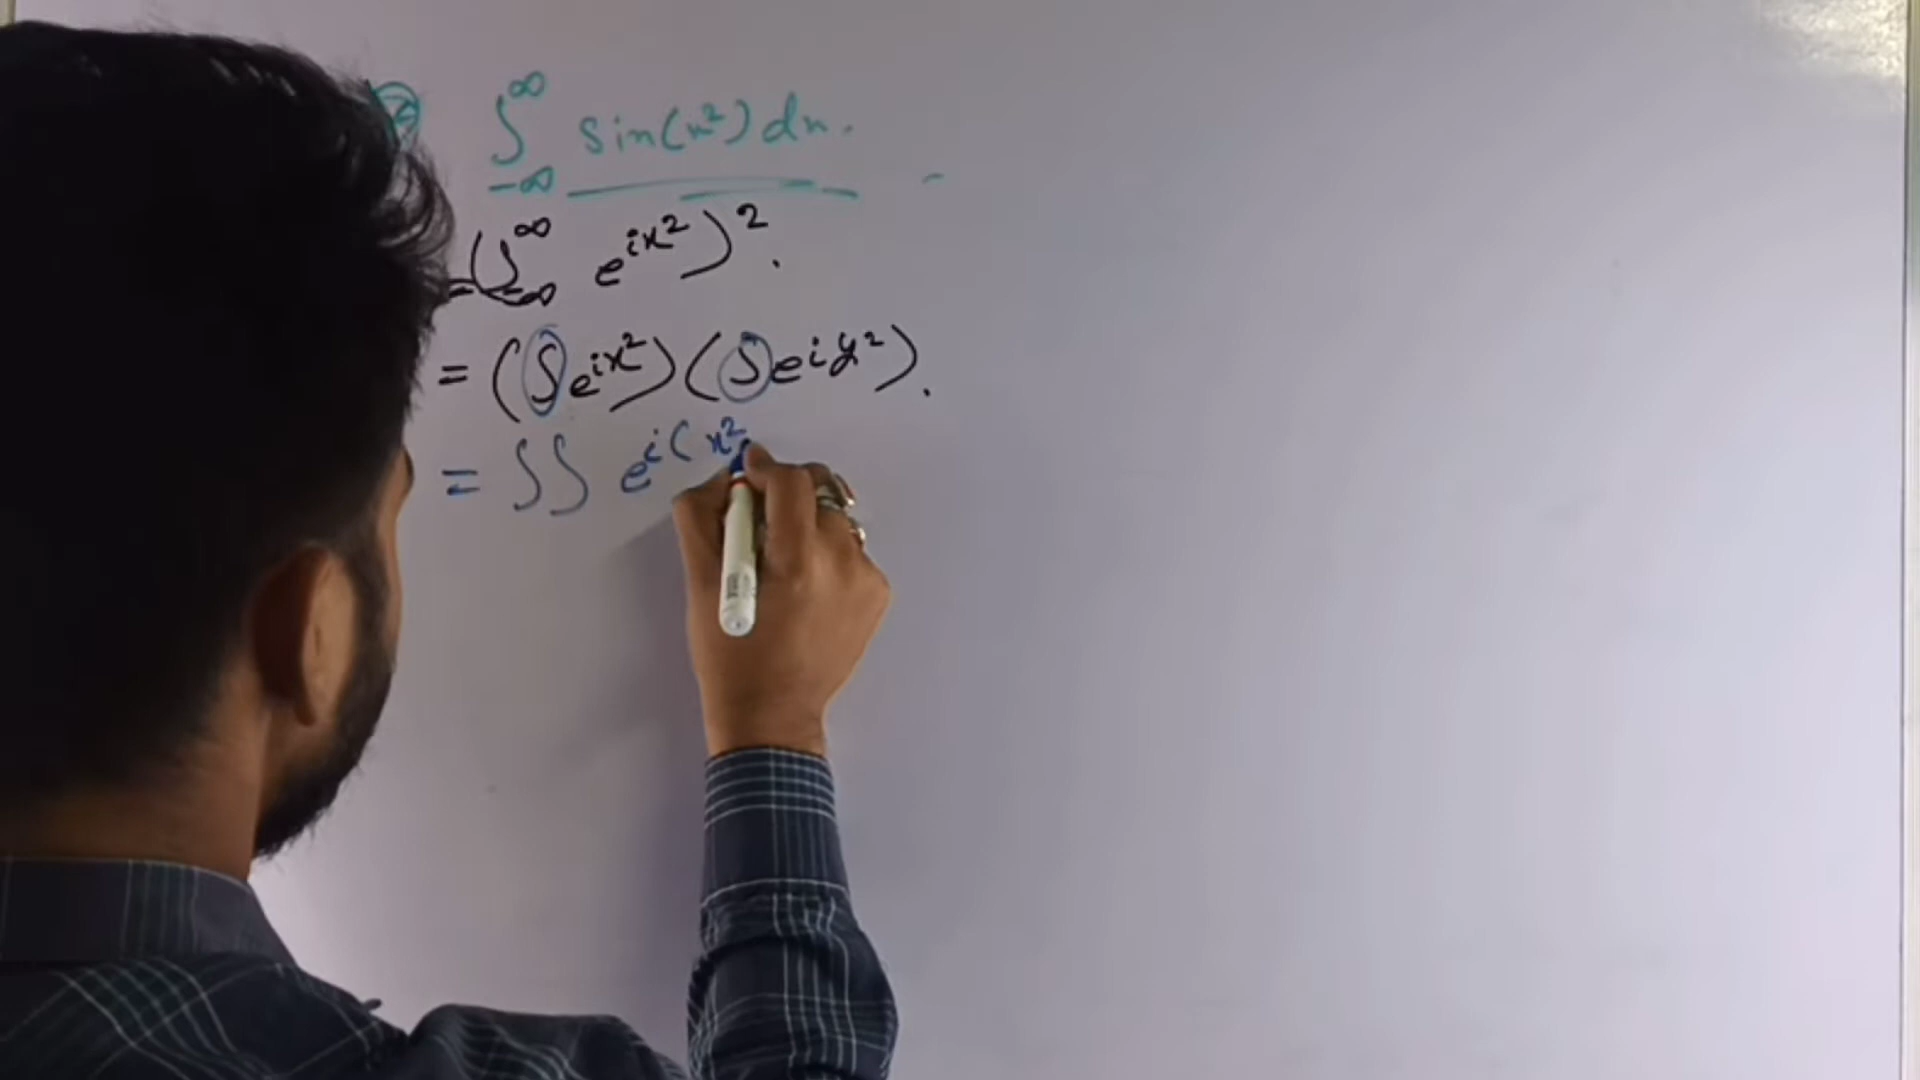 ∫_{-∞}^{∞} sin(x²) dx.
= (∫_{-∞}^{∞} e^{ix²})².
= (∫e^{ix²})(∫e^{iy²}).
= ∫∫ e^{i(x²